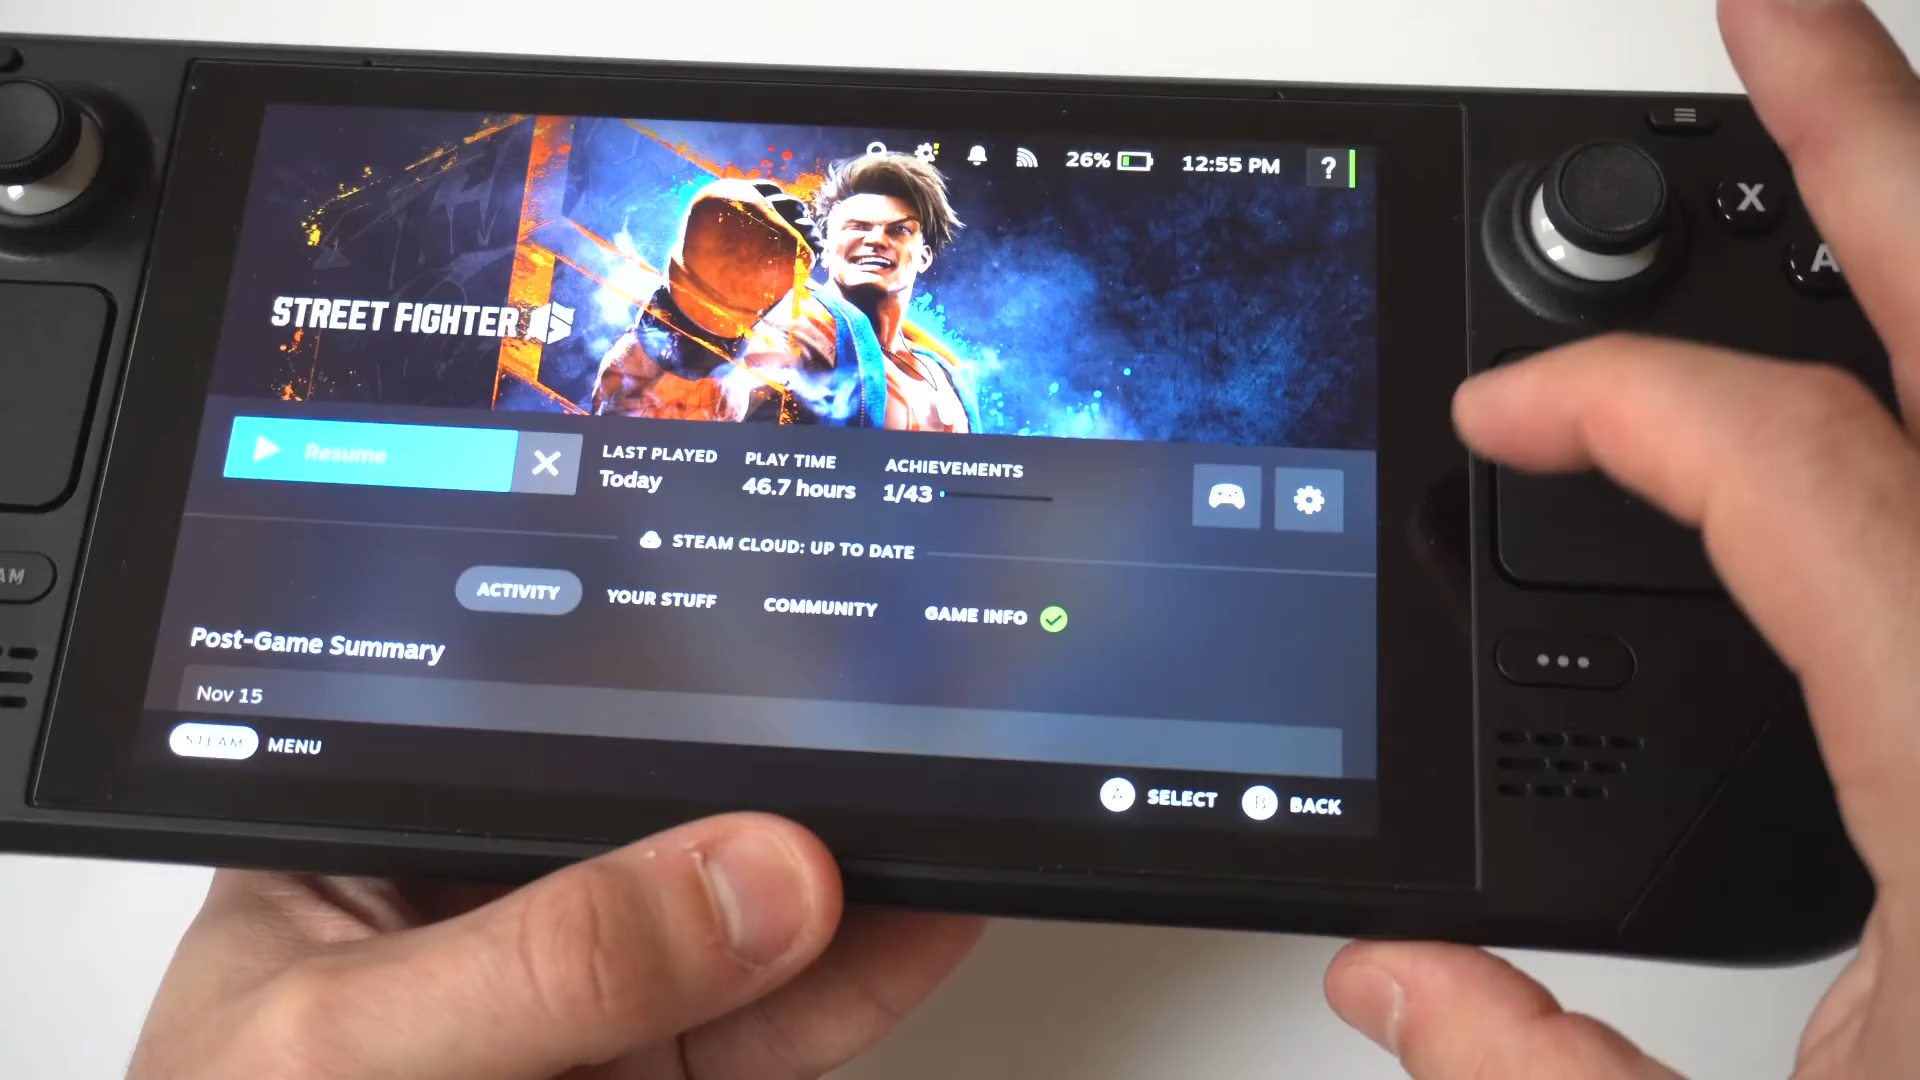 26% 12:55 PM ?
STREET FIGHTER 6
Resume
LAST PLAYED
Today
PLAY TIME
46.7 hours
ACHIEVEMENTS
1/43
STEAM CLOUD: UP TO DATE
ACTIVITY YOUR STUFF COMMUNITY GAME INFO
Post-Game Summary
Nov 15
STEAM MENU
A SELECT B BACK
X
A
AM